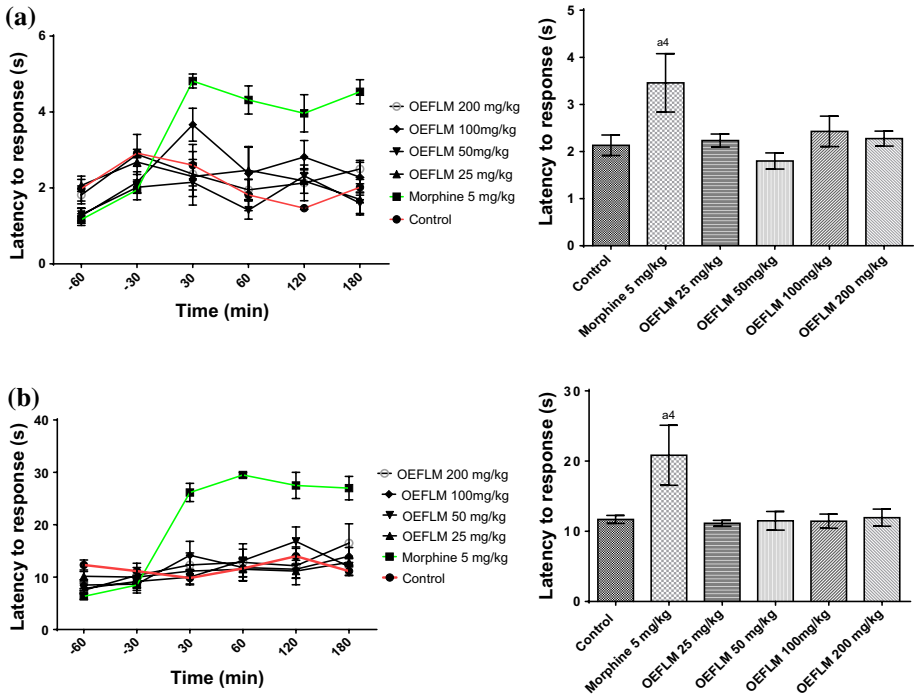 (a)
Latency to response (s)
6
4
2
0
-60
-30
30
60
120
180
Time (min)
OEFLM 200 mg/kg
OEFLM 100mg/kg
OEFLM 50mg/kg
OEFLM 25 mg/kg
Morphine 5 mg/kg
Control
Latency to response (s)
5
4
3
2
1
0
a4
Control
Morphine 5 mg/kg
OEFLM 25 mg/kg
OEFLM 50mg/kg
OEFLM 100mg/kg
OEFLM 200 mg/kg
(b)
Latency to response (s)
40
30
20
10
0
-60
-30
30
60
120
180
Time (min)
OEFLM 200 mg/kg
OEFLM 100mg/kg
OEFLM 50 mg/kg
OEFLM 25 mg/kg
Morphine 5 mg/kg
Control
Latency to response (s)
30
20
10
0
a4
Control
Morphine 5 mg/kg
OEFLM 25 mg/kg
OEFLM 50 mg/kg
OEFLM 100mg/kg
OEFLM 200 mg/kg